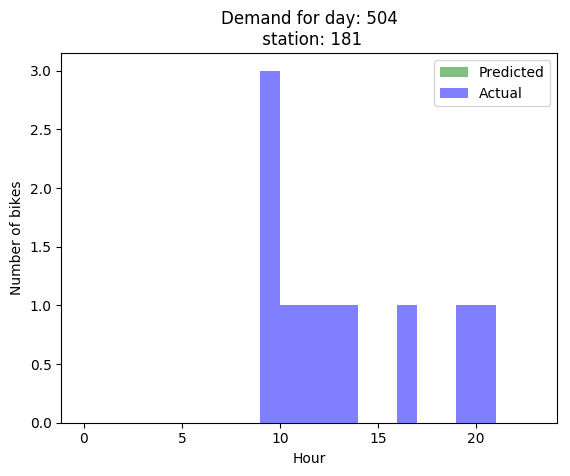 Demand for day: 504
station: 181
Predicted
Actual
Number of bikes
3.0
2.5
2.0
1.5
1.0
0.5
0.0
0
5
10
15
20
Hour